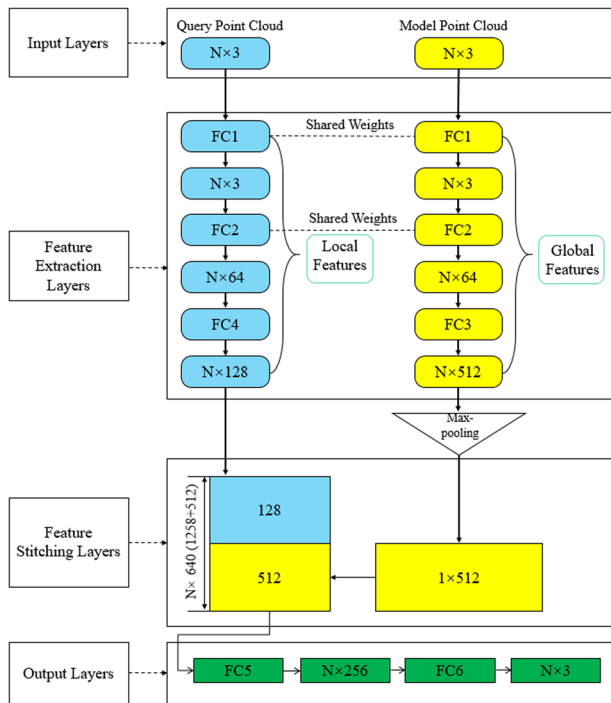 Query Point Cloud
Model Point Cloud
Input Layers
N×3
N×3
Shared Weights
FC1
FC1
N×3
N×3
Shared Weights
FC2
FC2
Feature
Extraction
Layers
Local
Features
Global
Features
N×64
N×64
FC4
FC3
N×128
N×512
Max-
pooling
Feature
Stitching Layers
N× 640 (1258+512)
128
512
1×512
Output Layers
FC5
N×256
FC6
N×3